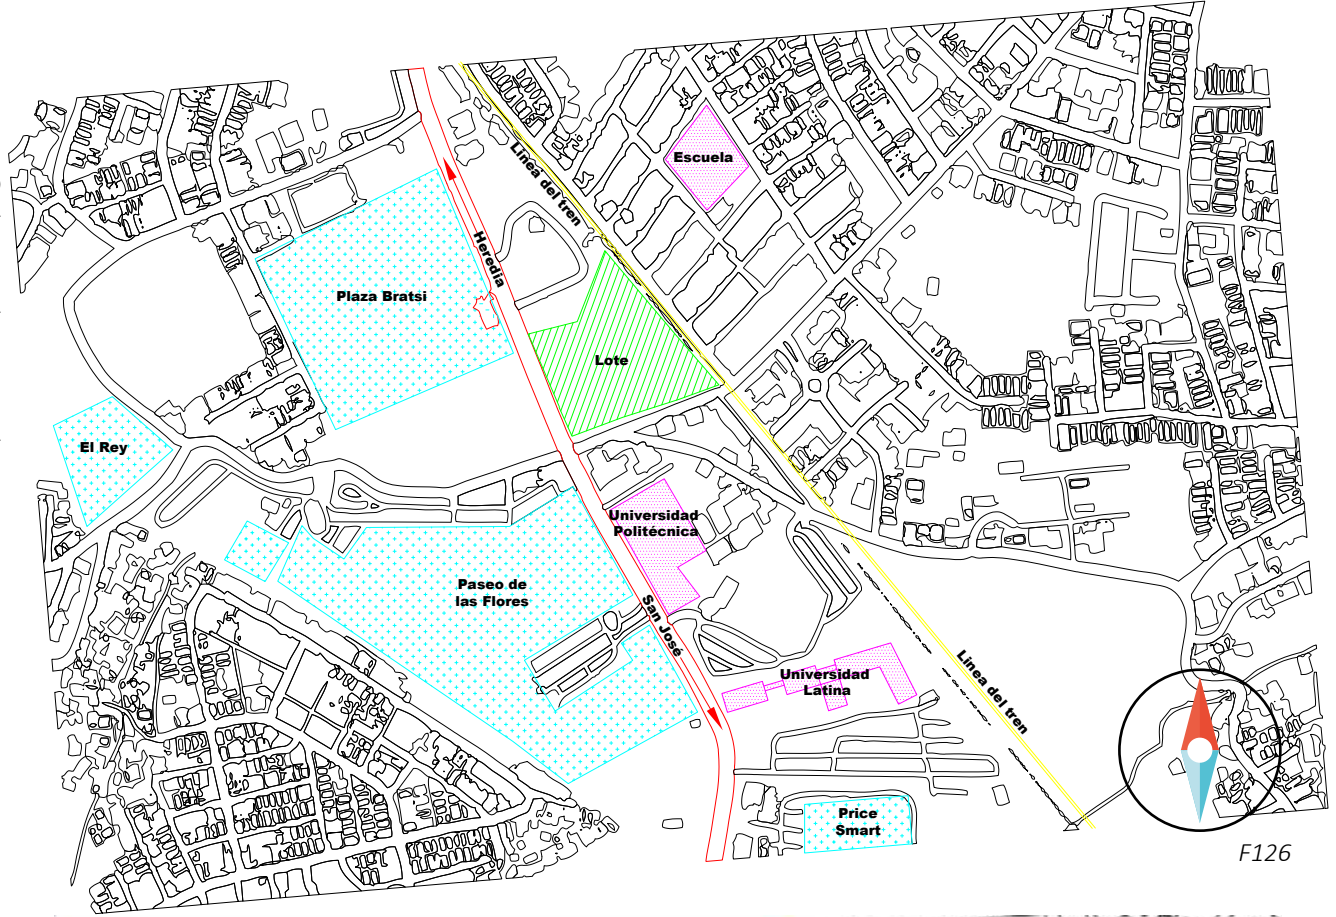 Escuela
Línea del tren
Heredia
Plaza Bratsi
Lote
El Rey
Universidad
Politécnica
Paseo de
las Flores
San José
Universidad
Latina
Línea del tren
Price
Smart
F126